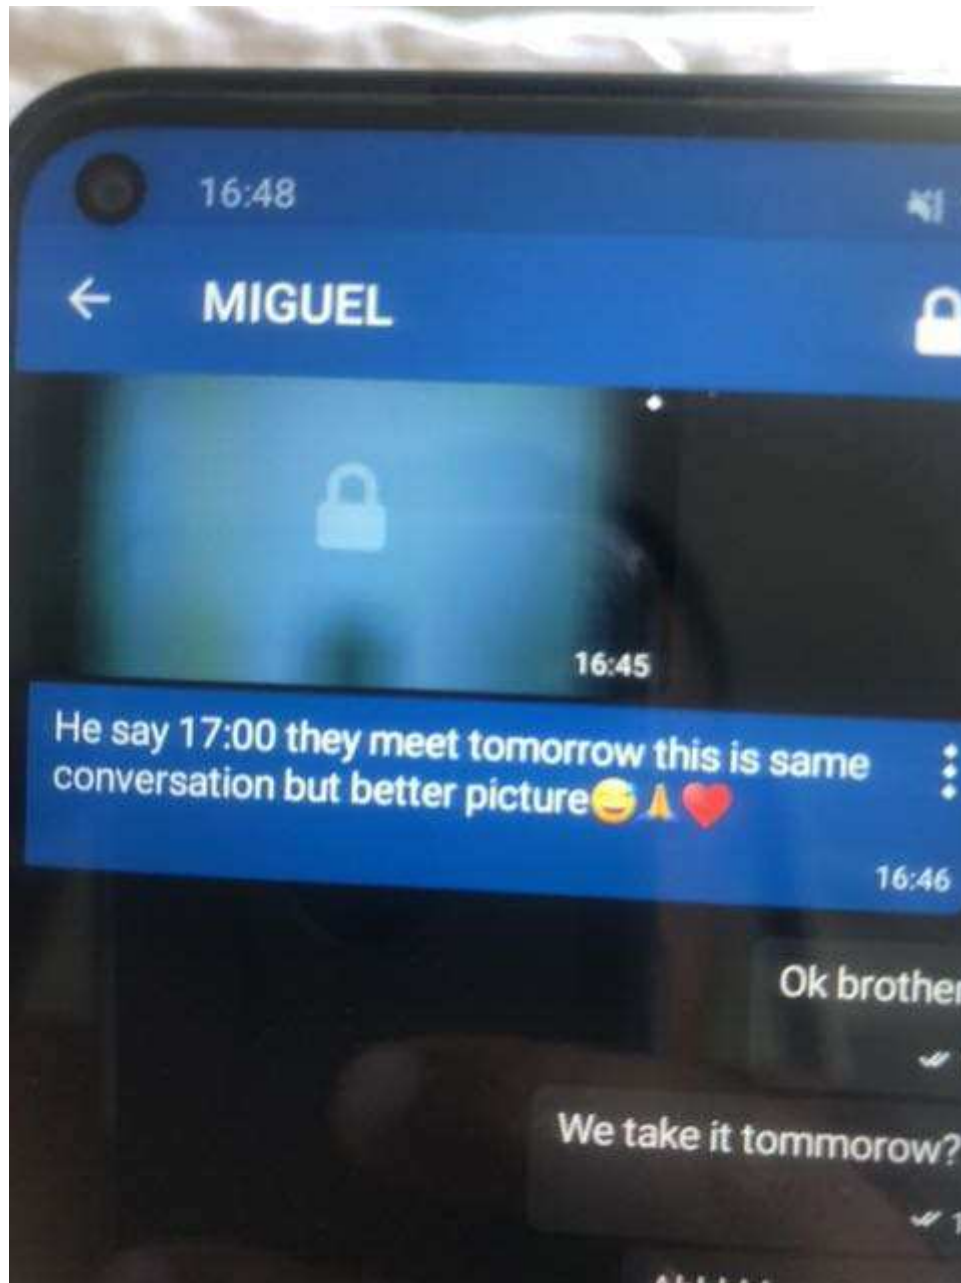 16:48
MIGUEL
16:45
He say 17:00 they meet tomorrow this is same
conversation but better picture😅🙏❤️
16:46
Ok brother
We take it tommorow?